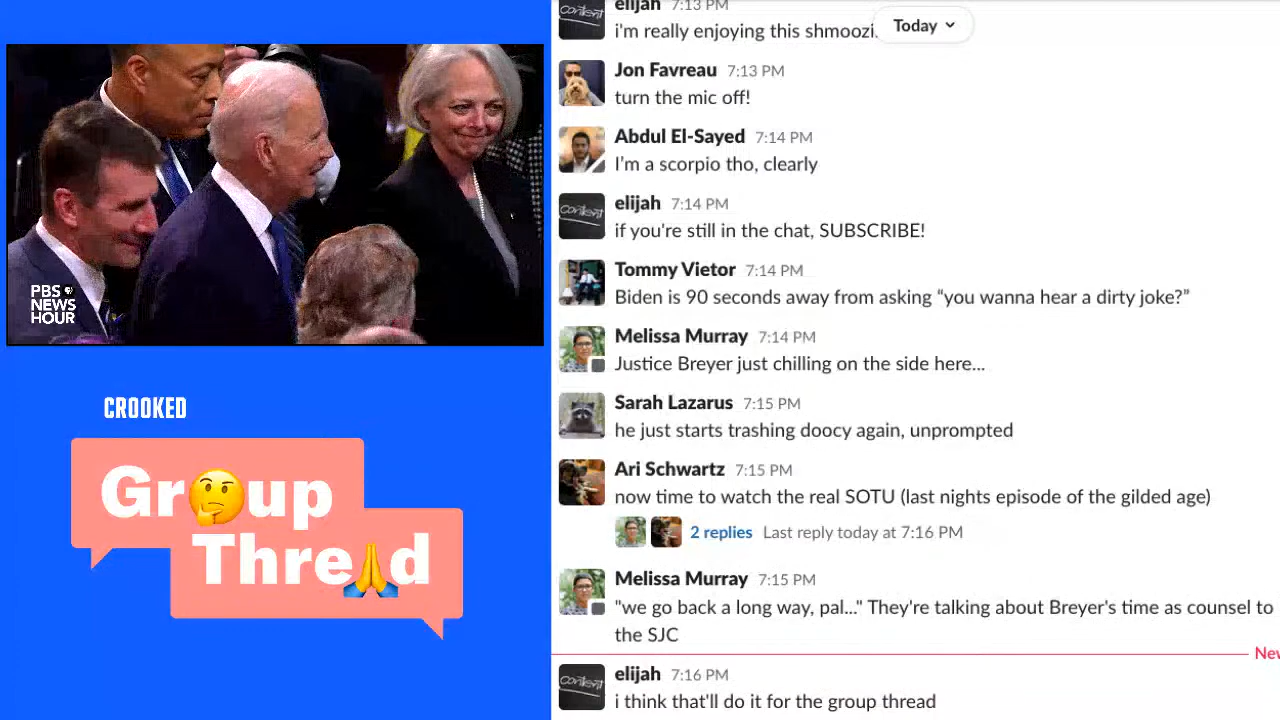 PBS
NEWS
HOUR
CROOKED
Gr🤔up
Thre🙏d
elijah 7:13 PM
i'm really enjoying this shmoozi
Today
Jon Favreau 7:13 PM
turn the mic off!
Abdul El-Sayed 7:14 PM
I'm a scorpio tho, clearly
elijah 7:14 PM
if you're still in the chat, SUBSCRIBE!
Tommy Vietor 7:14 PM
Biden is 90 seconds away from asking “you wanna hear a dirty joke?”
Melissa Murray 7:14 PM
Justice Breyer just chilling on the side here...
Sarah Lazarus 7:15 PM
he just starts trashing doocy again, unprompted
Ari Schwartz 7:15 PM
now time to watch the real SOTU (last nights episode of the gilded age)
2 replies Last reply today at 7:16 PM
Melissa Murray 7:15 PM
"we go back a long way, pal..." They're talking about Breyer's time as counsel to
the SJC
New
elijah 7:16 PM
i think that'll do it for the group thread